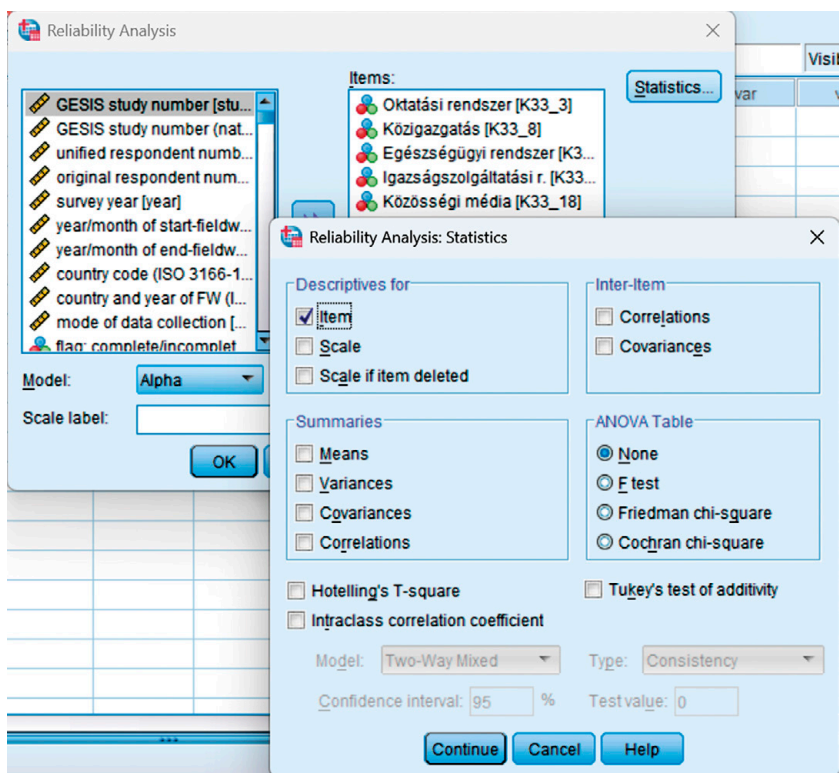 Reliability Analysis
Visib
var
Items:
GESIS study number [stu...
GESIS study number (nat...
unified respondent numb...
original respondent num...
survey year [year]
year/month of start-fieldw...
year/month of end-fieldw...
country code (ISO 3166-1...
country and year of FW (I...
mode of data collection [...
flag: complete/incomplet
Oktatási rendszer [K33_3]
Közigazgatás [K33_8]
Egészségügyi rendszer [K3...
Igazságszolgáltatási r. [K33...
Közösségi média [K33_18]
Statistics...
Model: Alpha
Scale label:
OK
Reliability Analysis: Statistics
Descriptives for
Item
Scale
Scale if item deleted
Inter-Item
Correlations
Covariances
Summaries
Means
Variances
Covariances
Correlations
ANOVA Table
None
F test
Friedman chi-square
Cochran chi-square
Hotelling's T-square
Tukey's test of additivity
Intraclass correlation coefficient
Model: Two-Way Mixed
Type: Consistency
Confidence interval: 95 %
Test value: 0
Continue
Cancel
Help